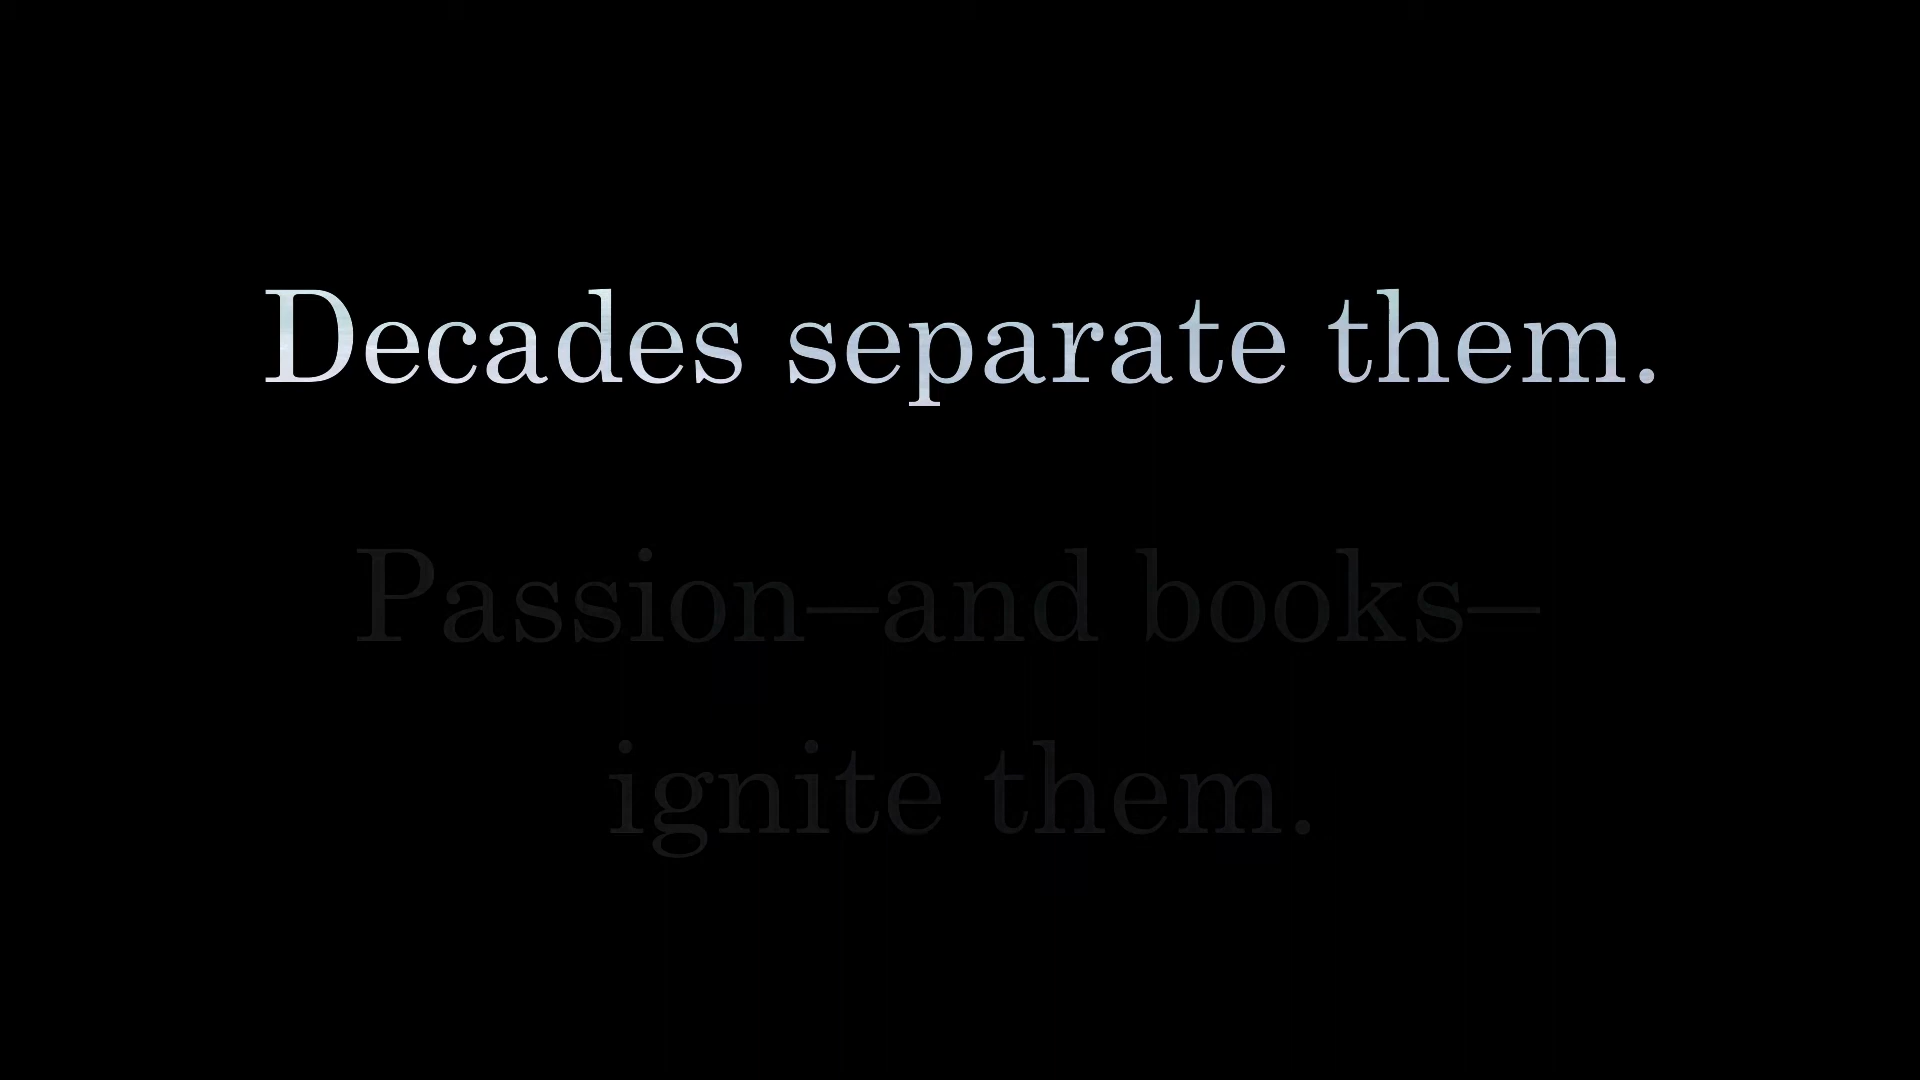 Decades separate them.
Passion–and books–
ignite them.